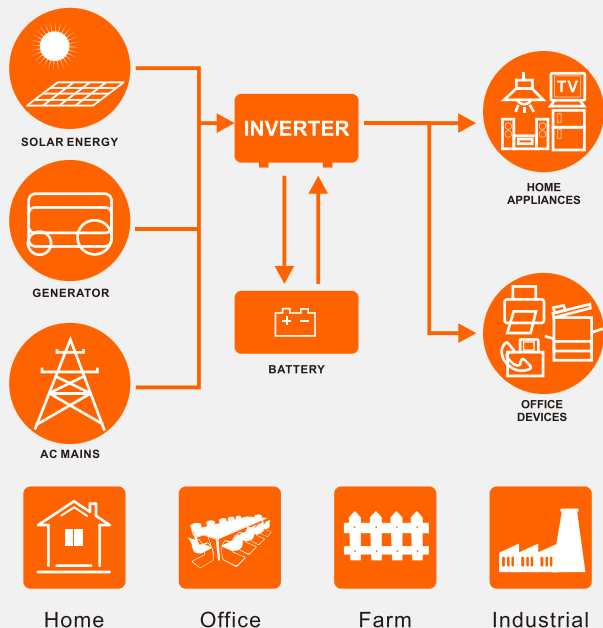 SOLAR ENERGY
INVERTER
TV
HOME
APPLIANCES
GENERATOR
BATTERY
OFFICE
DEVICES
AC MAINS
Home
Office
Farm
Industrial